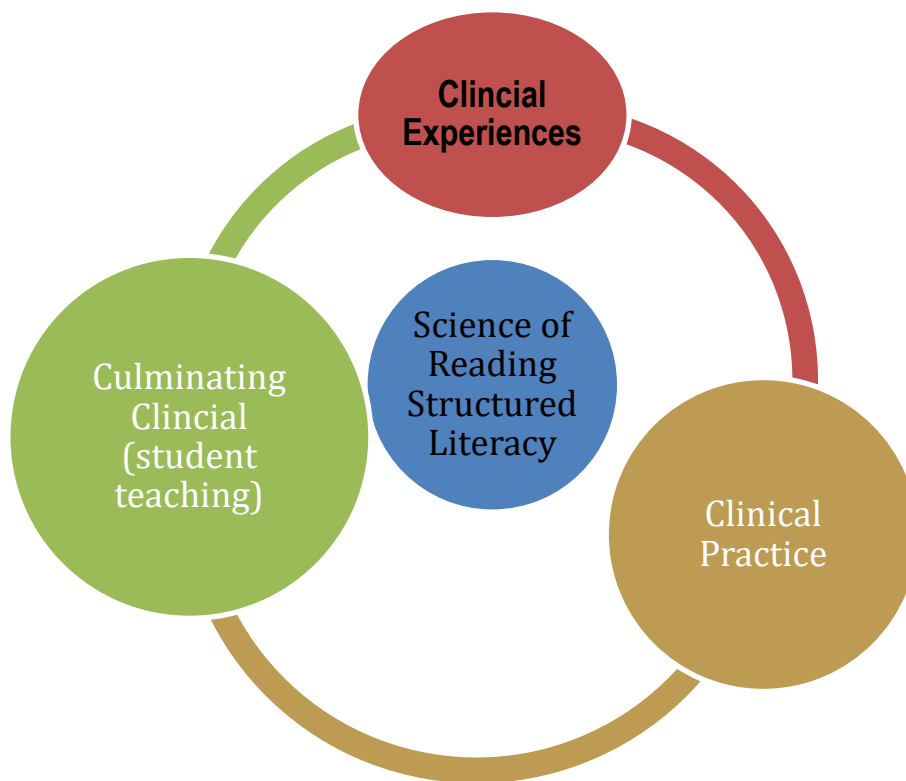 Clincial
Experiences
Science of
Reading
Structured
Literacy
Culminating
Clincial
(student
teaching)
Clinical
Practice